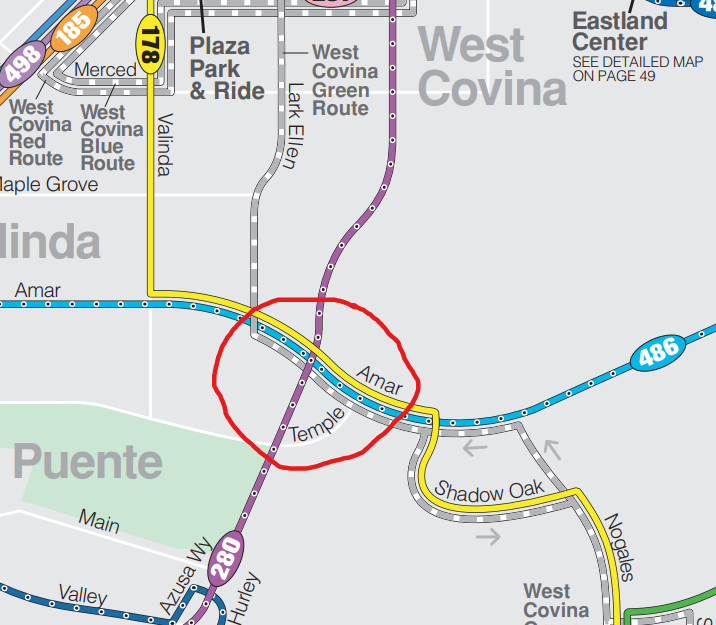 185
498
178
Merced
Plaza
Park
& Ride
West
Covina
Green
Route
West
Covina
Eastland
Center
SEE DETAILED MAP
ON PAGE 49
West
Covina
Red
Route
West
Covina
Blue
Route
Valinda
Lark Ellen
Maple Grove
linda
Amar
Amar
486
Temple
Puente
Shadow Oak
Main
Nogales
280
Azusa Wy
Hurley
Valley
West
Covina